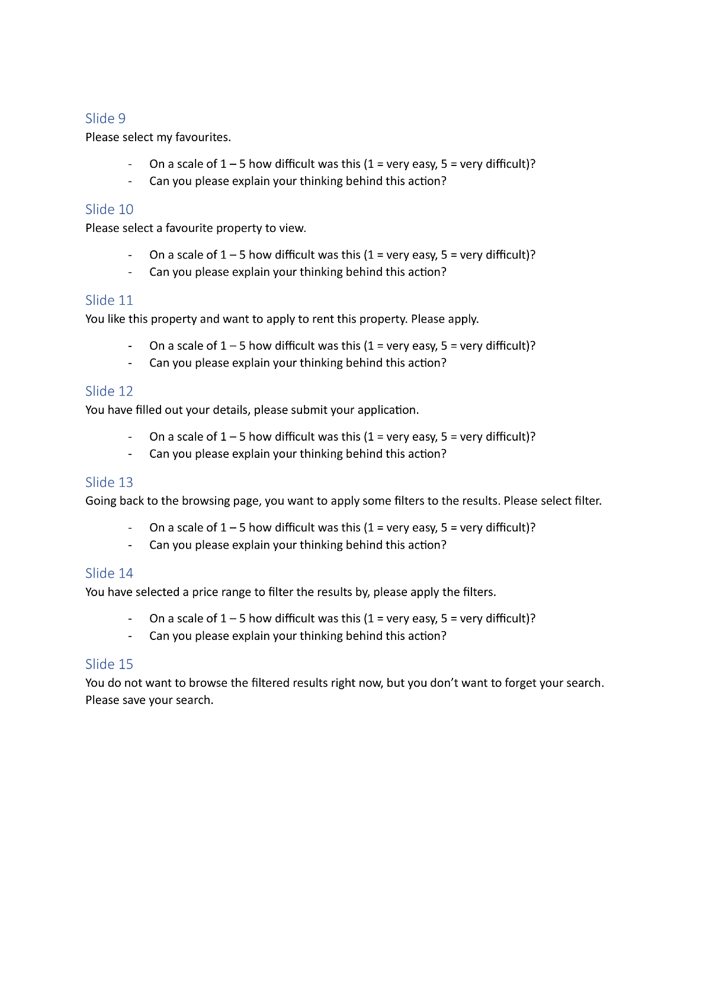 Slide 9
Please select my favourites.
- On a scale of 1 – 5 how difficult was this (1 = very easy, 5 = very difficult)?
- Can you please explain your thinking behind this action?
Slide 10
Please select a favourite property to view.
- On a scale of 1 – 5 how difficult was this (1 = very easy, 5 = very difficult)?
- Can you please explain your thinking behind this action?
Slide 11
You like this property and want to apply to rent this property. Please apply.
- On a scale of 1 – 5 how difficult was this (1 = very easy, 5 = very difficult)?
- Can you please explain your thinking behind this action?
Slide 12
You have filled out your details, please submit your application.
- On a scale of 1 – 5 how difficult was this (1 = very easy, 5 = very difficult)?
- Can you please explain your thinking behind this action?
Slide 13
Going back to the browsing page, you want to apply some filters to the results. Please select filter.
- On a scale of 1 – 5 how difficult was this (1 = very easy, 5 = very difficult)?
- Can you please explain your thinking behind this action?
Slide 14
You have selected a price range to filter the results by, please apply the filters.
- On a scale of 1 – 5 how difficult was this (1 = very easy, 5 = very difficult)?
- Can you please explain your thinking behind this action?
Slide 15
You do not want to browse the filtered results right now, but you don’t want to forget your search.
Please save your search.